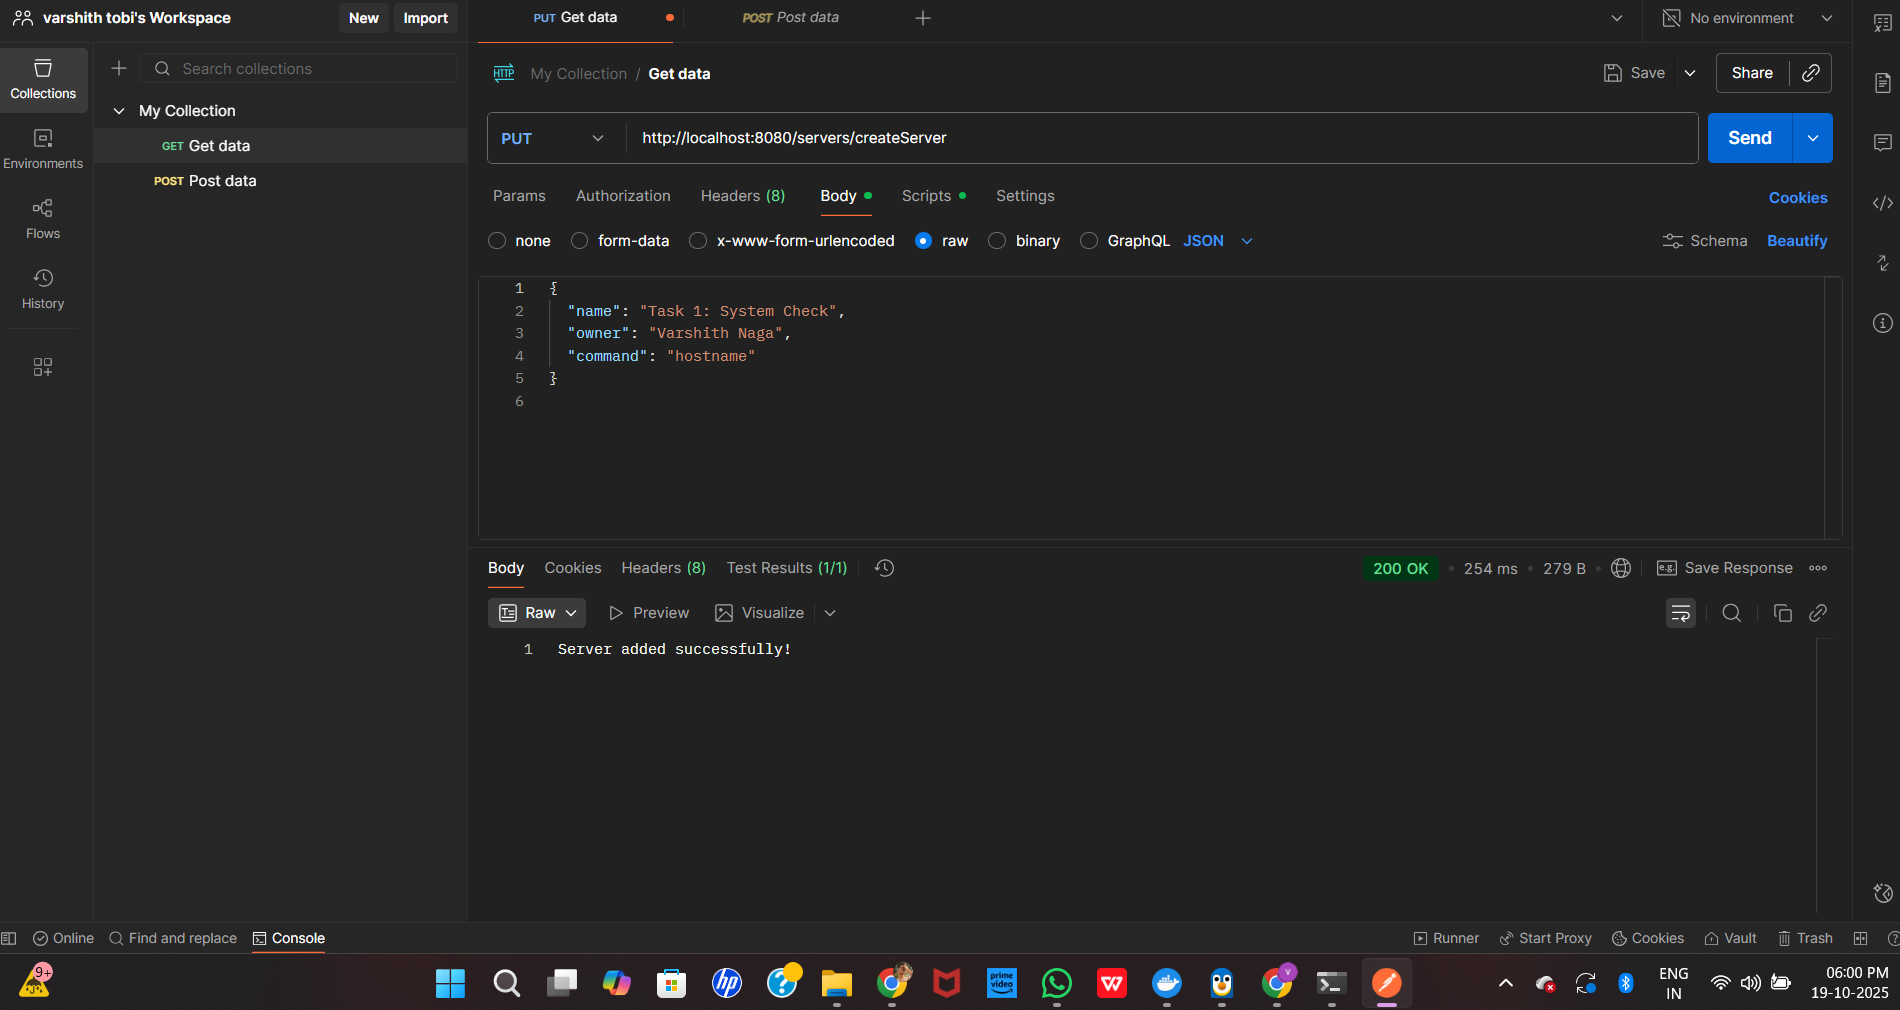 varshith tobi's Workspace
New
Import
PUT Get data
POST Post data
No environment
Collections
Search collections
My Collection
GET Get data
POST Post data
Environments
Flows
History
HTTP
My Collection / Get data
Save
Share
PUT
http://localhost:8080/servers/createServer
Send
Params Authorization Headers (8) Body Scripts Settings
Cookies
none form-data x-www-form-urlencoded raw binary GraphQL JSON
Schema Beautify
1 {
2 "name": "Task 1: System Check",
3 "owner": "Varshith Naga",
4 "command": "hostname"
5 }
6
Body Cookies Headers (8) Test Results (1/1)
200 OK • 254 ms • 279 B
e.g. Save Response
Raw Preview Visualize
1 Server added successfully!
Online Find and replace Console
Runner Start Proxy Cookies Vault Trash
9+
hp
prime video
W
V
ENG
IN
06:00 PM
19-10-2025